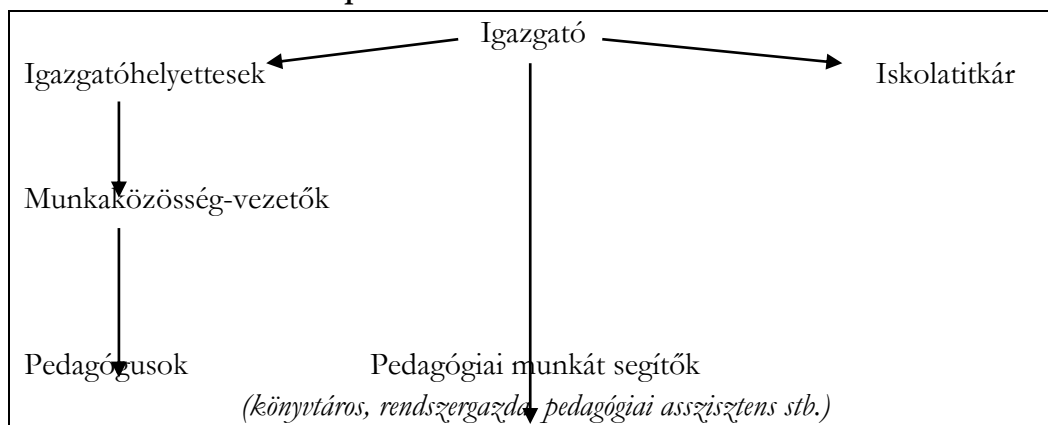 Igazgató
Igazgatóhelyettesek
Iskolatitkár
Munkaközösség-vezetők
Pedagógusok
Pedagógiai munkát segítők
(könyvtáros, rendszergazda, pedagógiai asszisztens stb.)